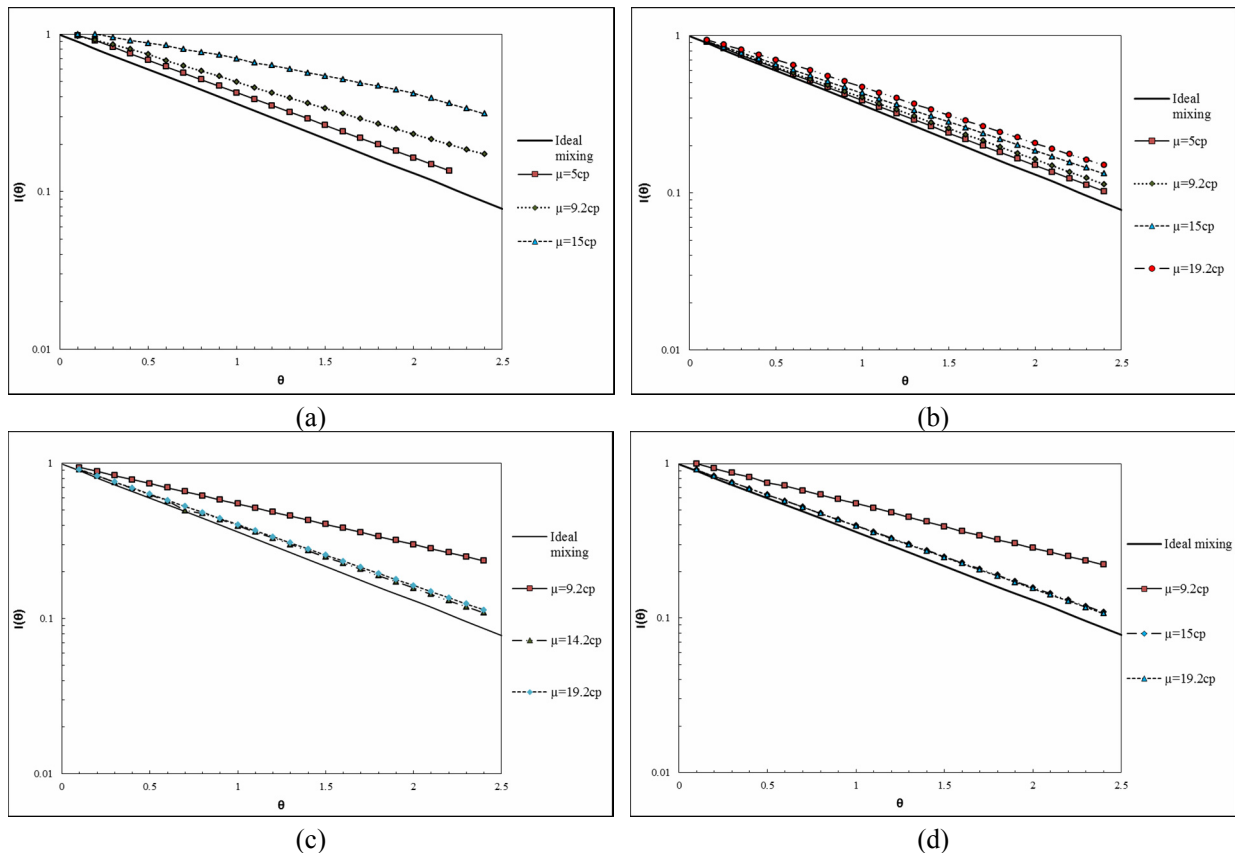 1
0.1
0.01
I(θ)
0
0.5
1
1.5
2
2.5
θ
Ideal
mixing
μ=5cp
μ=9.2cp
μ=15cp
(a)
1
0.1
0.01
I(θ)
0
0.5
1
1.5
2
2.5
θ
Ideal
mixing
μ=5cp
μ=9.2cp
μ=15cp
μ=19.2cp
(b)
1
0.1
0.01
I(θ)
0
0.5
1
1.5
2
2.5
θ
Ideal
mixing
μ=9.2cp
μ=14.2cp
μ=19.2cp
(c)
1
0.1
0.01
I(θ)
0
0.5
1
1.5
2
2.5
θ
Ideal mixing
μ=9.2cp
μ=15cp
μ=19.2cp
(d)